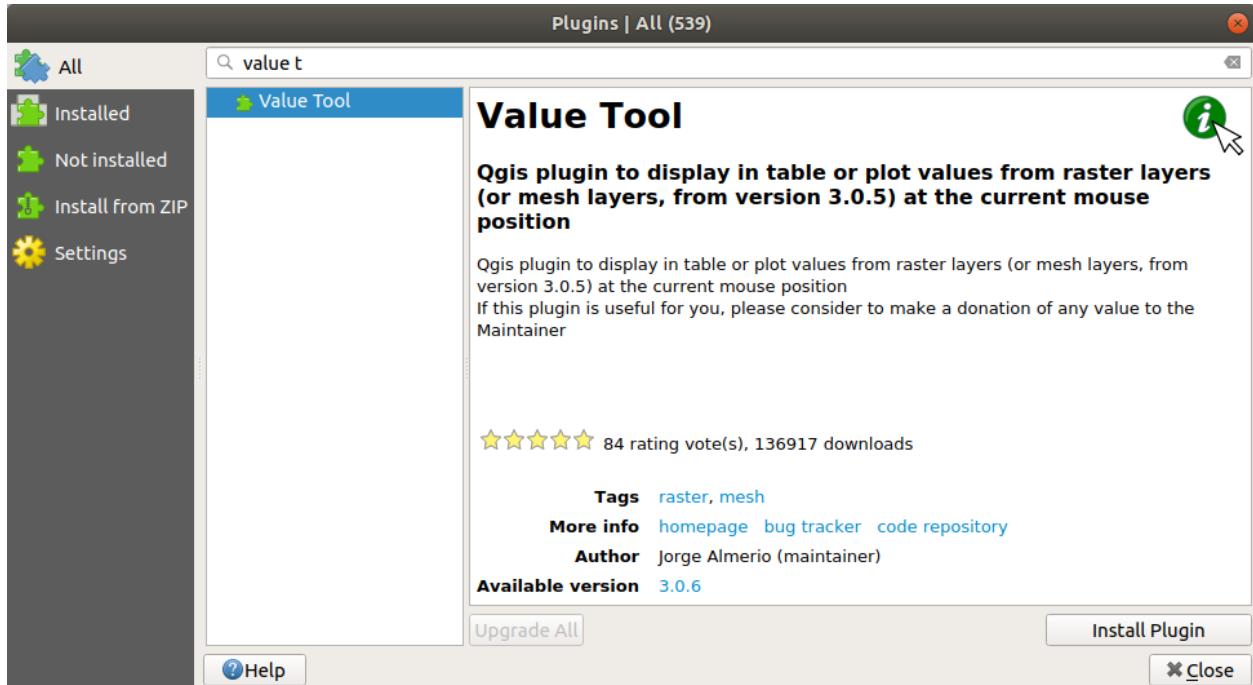 Plugins | All (539)
All
Installed
Not installed
Install from ZIP
Settings
value t
Value Tool
Value Tool
Qgis plugin to display in table or plot values from raster layers
(or mesh layers, from version 3.0.5) at the current mouse
position
Qgis plugin to display in table or plot values from raster layers (or mesh layers, from
version 3.0.5) at the current mouse position
If this plugin is useful for you, please consider to make a donation of any value to the
Maintainer
84 rating vote(s), 136917 downloads
Tags raster, mesh
More info homepage bug tracker code repository
Author Jorge Almerio (maintainer)
Available version 3.0.6
Upgrade All
Install Plugin
Help
Close